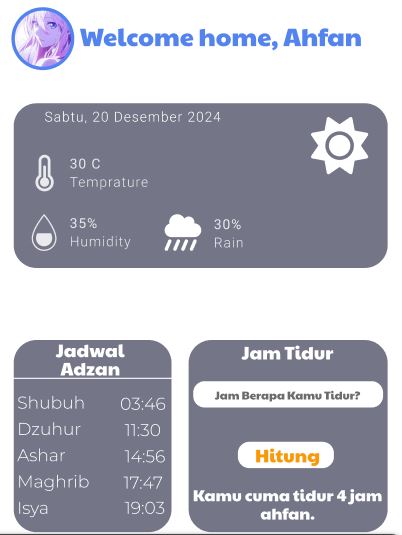 Welcome home, Ahfan
Sabtu, 20 Desember 2024
30 C
Temprature
35%
Humidity
30%
Rain
Jadwal
Adzan
Shubuh 03:46
Dzuhur 11:30
Ashar 14:56
Maghrib 17:47
Isya 19:03
Jam Tidur
Jam Berapa Kamu Tidur?
Hitung
Kamu cuma tidur 4 jam
ahfan.